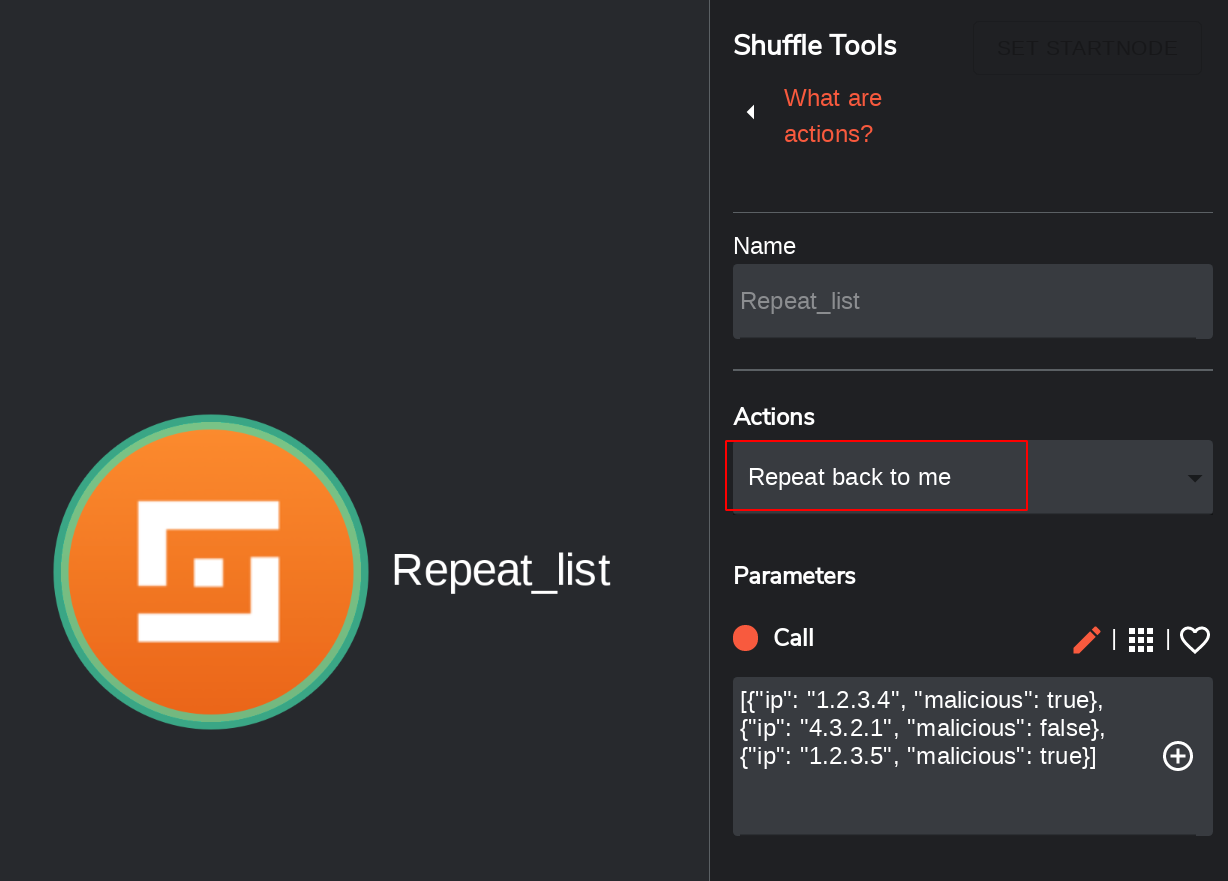 Shuffle Tools
SET STARTNODE
What are
actions?
Name
Repeat_list
Actions
Repeat back to me
Parameters
Call
[{"ip": "1.2.3.4", "malicious": true},
{"ip": "4.3.2.1", "malicious": false},
{"ip": "1.2.3.5", "malicious": true}]
Repeat_list